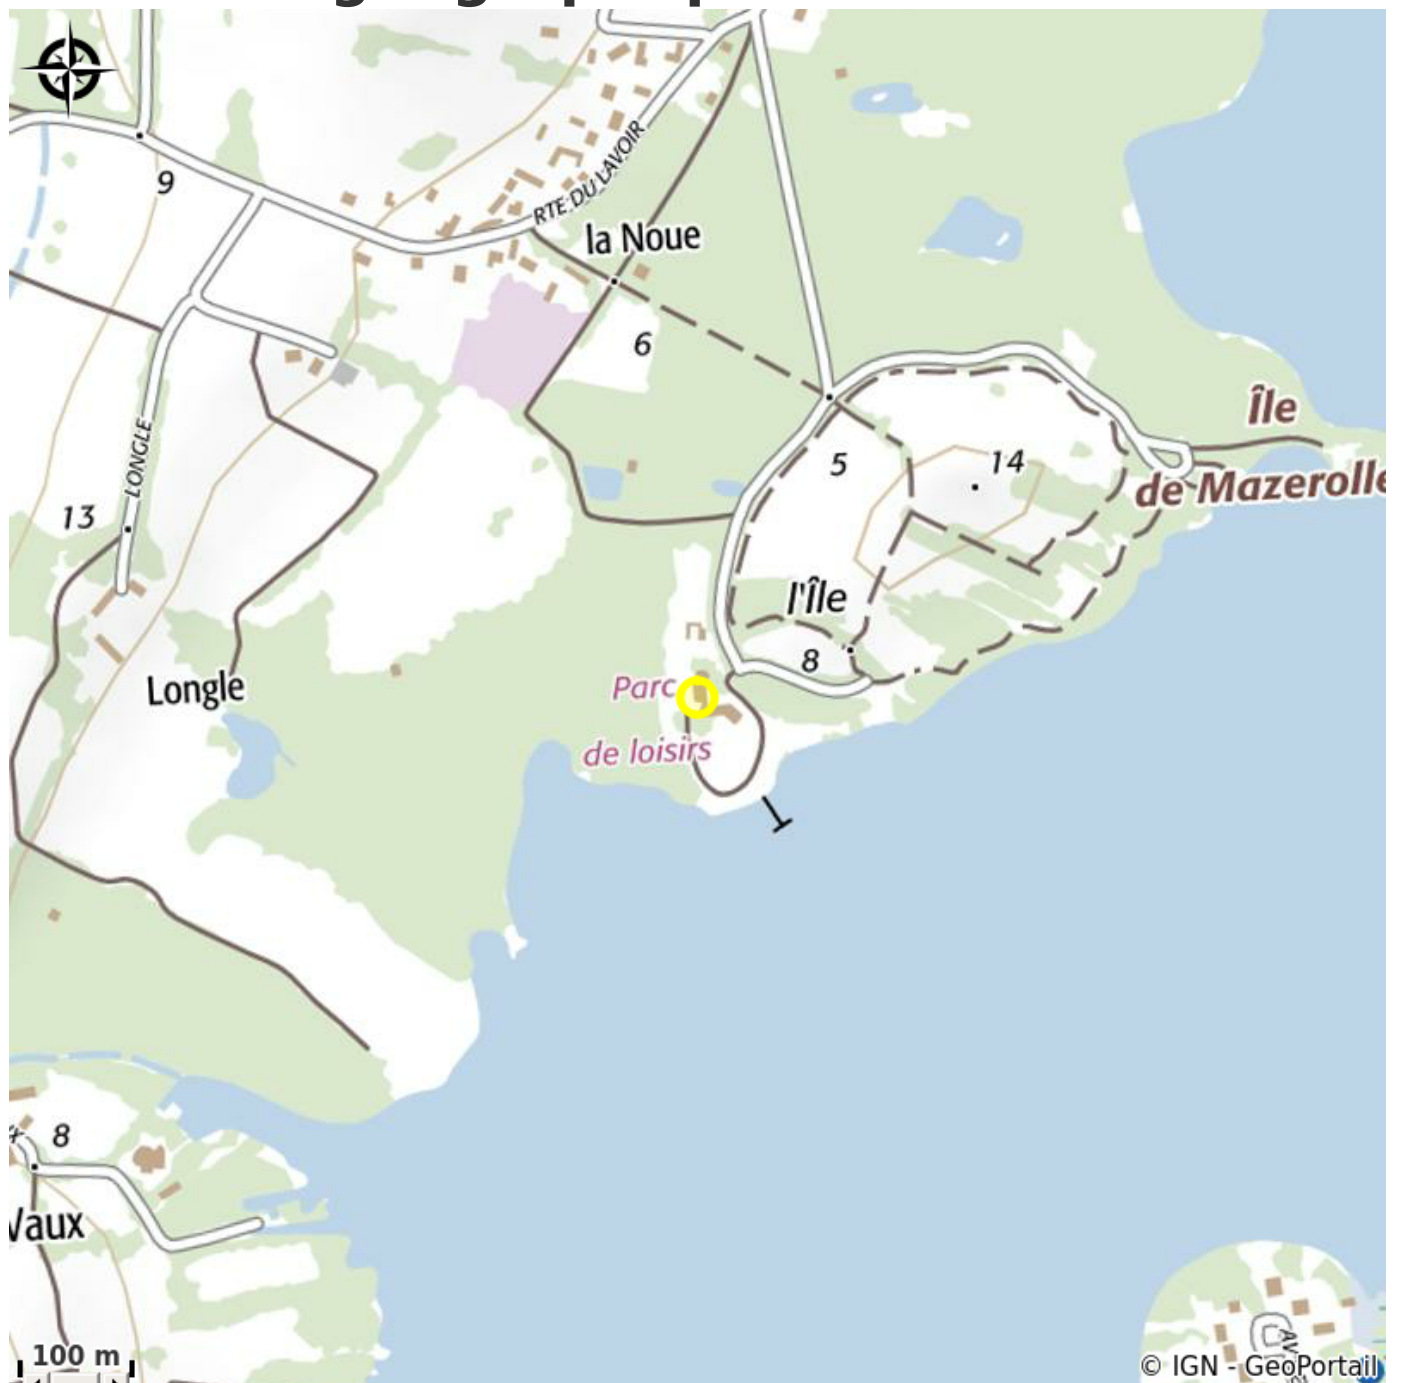 9
RTE DU LAVOIR
la Noue
6
Île
de Mazerolle
5
14
LONGLE
13
l'Île
8
Parc
de loisirs
Longle
8
Vaux
100 m
© IGN - GeoPortail